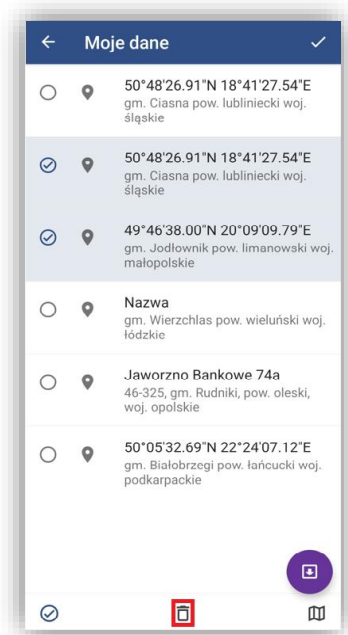 Moje dane
50°48'26.91"N 18°41'27.54"E
gm. Ciasna pow. lubliniecki woj.
śląskie
50°48'26.91"N 18°41'27.54"E
gm. Ciasna pow. lubliniecki woj.
śląskie
49°46'38.00"N 20°09'09.79"E
gm. Jodłownik pow. limanowski woj.
małopolskie
Nazwa
gm. Wierzchlas pow. wieluński woj.
łódzkie
Jaworzno Bankowe 74a
46-325, gm. Rudniki, pow. oleski,
woj. opolskie
50°05'32.69"N 22°24'07.12"E
gm. Białobrzegi pow. łańcucki woj.
podkarpackie